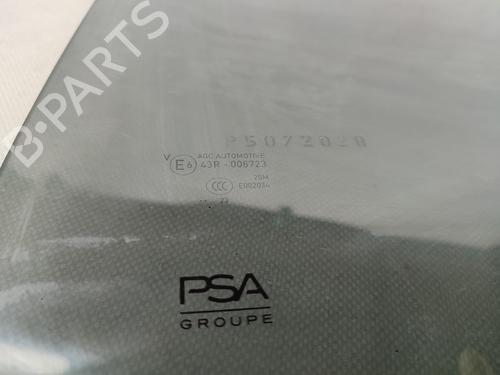 B-PARTS
P5072020
V E6 AGC AUTOMOTIVE
43R - 006723
20M
CCC E002034
PSA
GROUPE